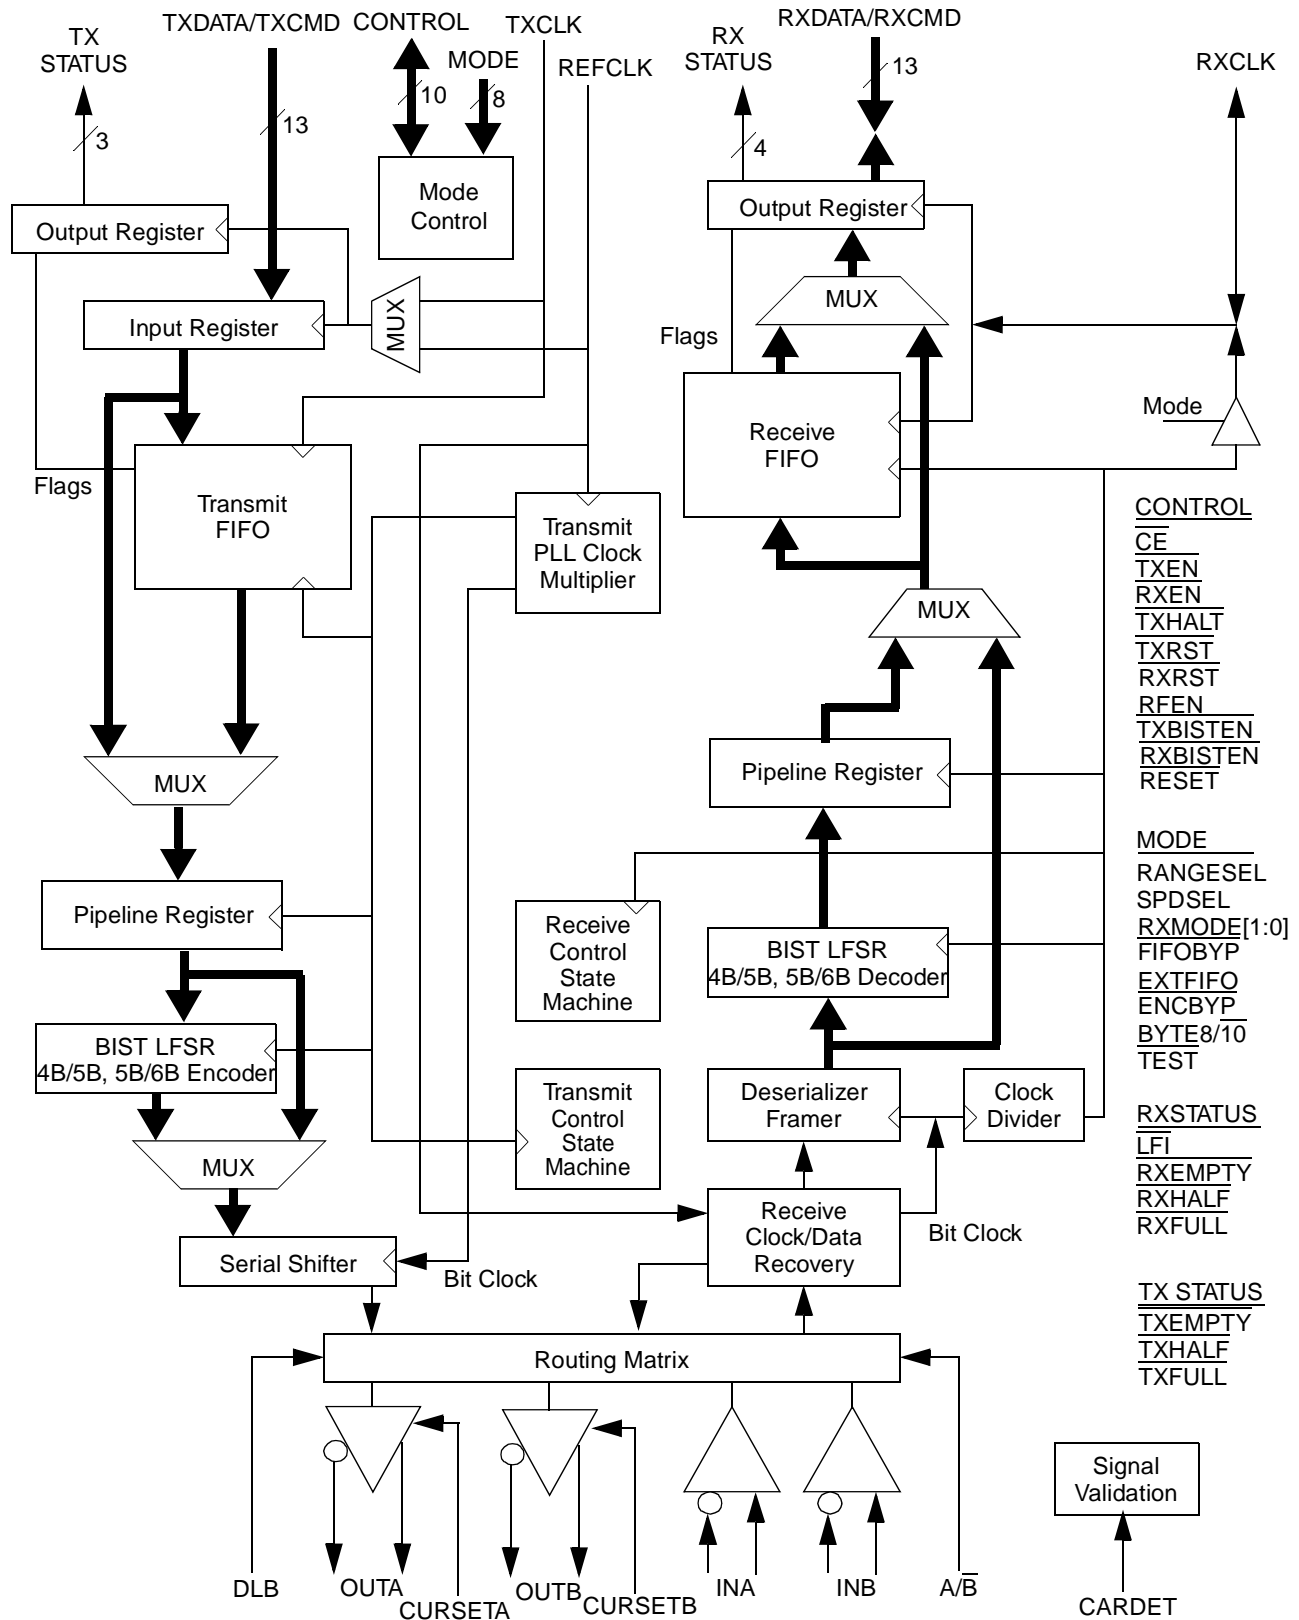 TX
STATUS
TXDATA/TXCMD
CONTROL
MODE
TXCLK
REFCLK
RX
STATUS
RXDATA/RXCMD
RXCLK
3
13
10
8
4
13
Mode
Control
Output Register
Input Register
MUX
Flags
Transmit
FIFO
Transmit
PLL Clock
Multiplier
MUX
Pipeline Register
BIST LFSR
4B/5B, 5B/6B Encoder
MUX
Serial Shifter
Bit Clock
Output Register
MUX
Flags
Receive
FIFO
Mode
MUX
Pipeline Register
Receive
Control
State
Machine
BIST LFSR
4B/5B, 5B/6B Decoder
Transmit
Control
State
Machine
Deserializer
Framer
Clock
Divider
Receive
Clock/Data
Recovery
Bit Clock
Routing Matrix
DLB
OUTA
CURSETA
OUTB
CURSETB
INA
INB
A/B
Signal
Validation
CARDET
CONTROL
CE
TXEN
RXEN
TXHALT
TXRST
RXRST
RFEN
TXBISTEN
RXBISTEN
RESET
MODE
RANGESEL
SPDSEL
RXMODE[1:0]
FIFOBYP
EXTFIFO
ENCBYP
BYTE8/10
TEST
RXSTATUS
LFI
RXEMPTY
RXHALF
RXFULL
TX STATUS
TXEMPTY
TXHALF
TXFULL